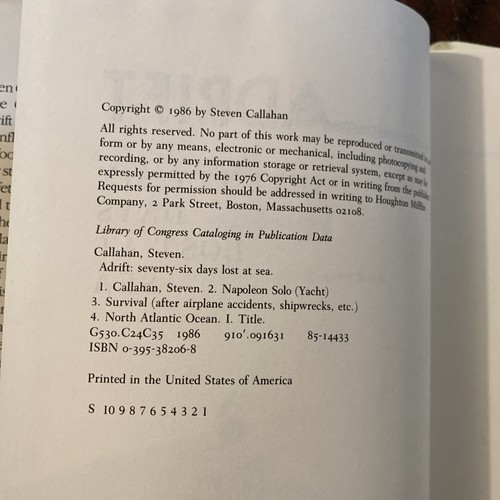 Copyright © 1986 by Steven Callahan
All rights reserved. No part of this work may be reproduced or transmitted in any
form or by any means, electronic or mechanical, including photocopying and
recording, or by any information storage or retrieval system, except as may be
expressly permitted by the 1976 Copyright Act or in writing from the publisher.
Requests for permission should be addressed in writing to Houghton Mifflin
Company, 2 Park Street, Boston, Massachusetts 02108.
Library of Congress Cataloging in Publication Data
Callahan, Steven.
Adrift: seventy-six days lost at sea.
1. Callahan, Steven. 2. Napoleon Solo (Yacht)
3. Survival (after airplane accidents, shipwrecks, etc.)
4. North Atlantic Ocean. I. Title.
G530.C24C35 1986 910'.091631 85-14433
ISBN 0-395-38206-8
Printed in the United States of America
S 10 9 8 7 6 5 4 3 2 1